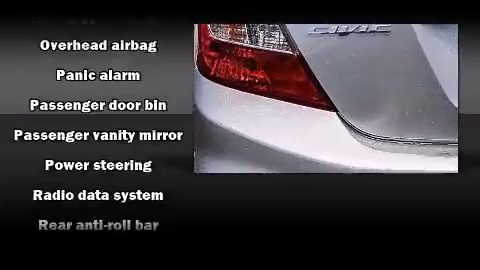 Overhead airbag
Panic alarm
Passenger door bin
Passenger vanity mirror
Power steering
Radio data system
Rear anti-roll bar
CIVIC